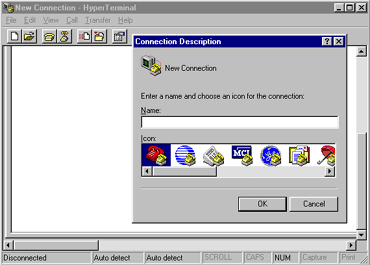 New Connection - HyperTerminal
File Edit View Call Transfer Help
Connection Description
New Connection
Enter a name and choose an icon for the connection:
Name:
Icon:
MCI
OK Cancel
Disconnected Auto detect Auto detect SCROLL CAPS NUM Capture Print